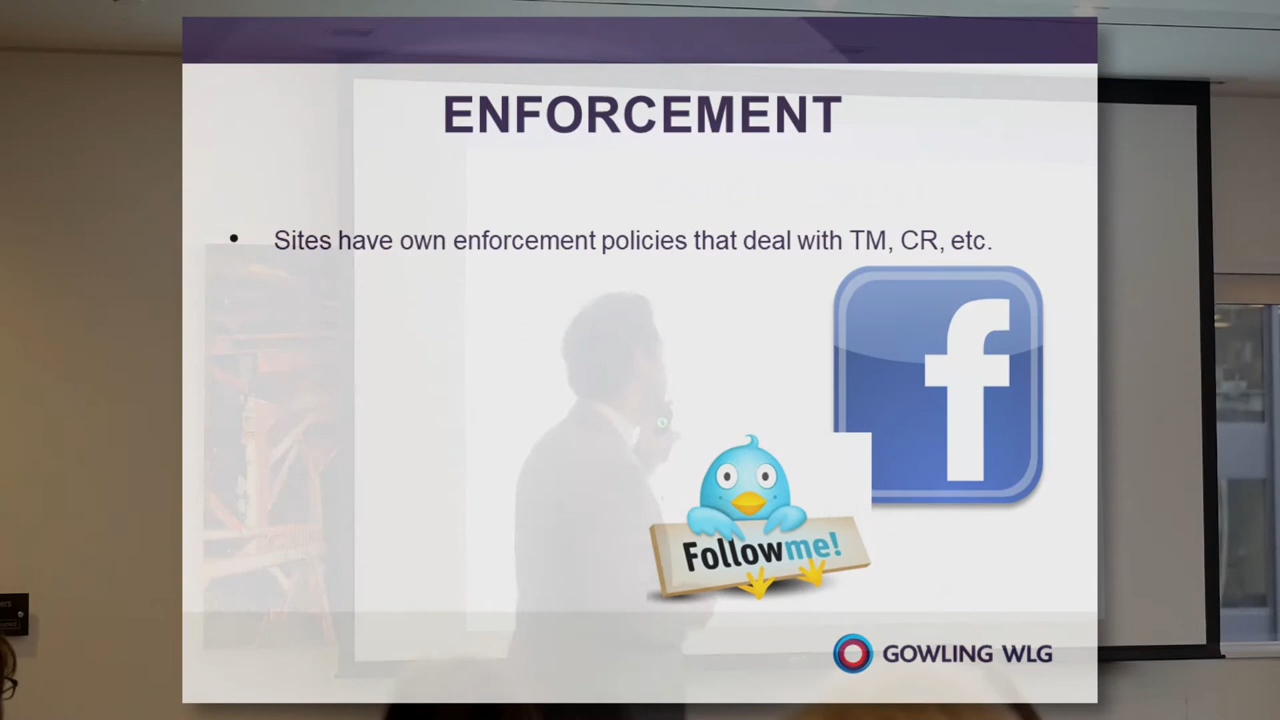 ENFORCEMENT
• Sites have own enforcement policies that deal with TM, CR, etc.
f
Followme!
GOWLING WLG